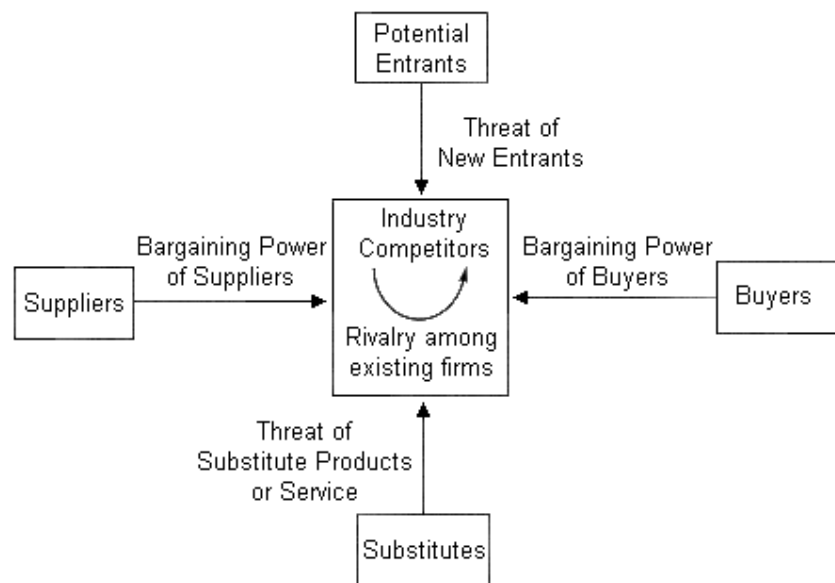 Potential
Entrants
Threat of
New Entrants
Industry
Competitors
Bargaining Power
of Suppliers
Bargaining Power
of Buyers
Suppliers
Buyers
Rivalry among
existing firms
Threat of
Substitute Products
or Service
Substitutes